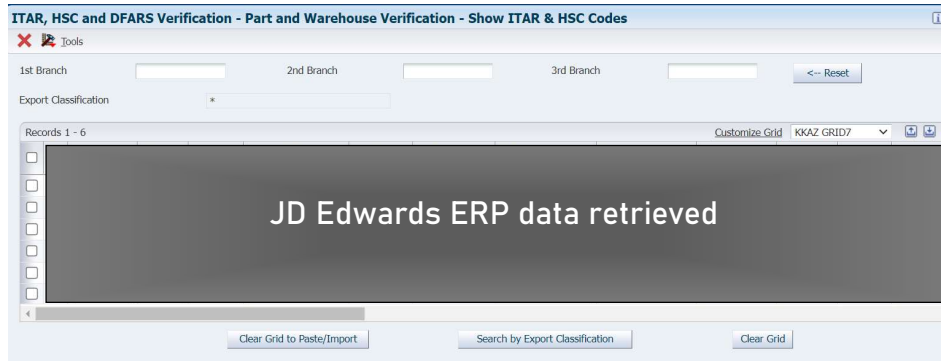 ITAR, HSC and DFARS Verification - Part and Warehouse Verification - Show ITAR & HSC Codes
Tools
1st Branch 2nd Branch 3rd Branch <-- Reset
Export Classification *
Records 1 - 6 Customize Grid KKAZ GRID7
JD Edwards ERP data retrieved
Clear Grid to Paste/Import Search by Export Classification Clear Grid